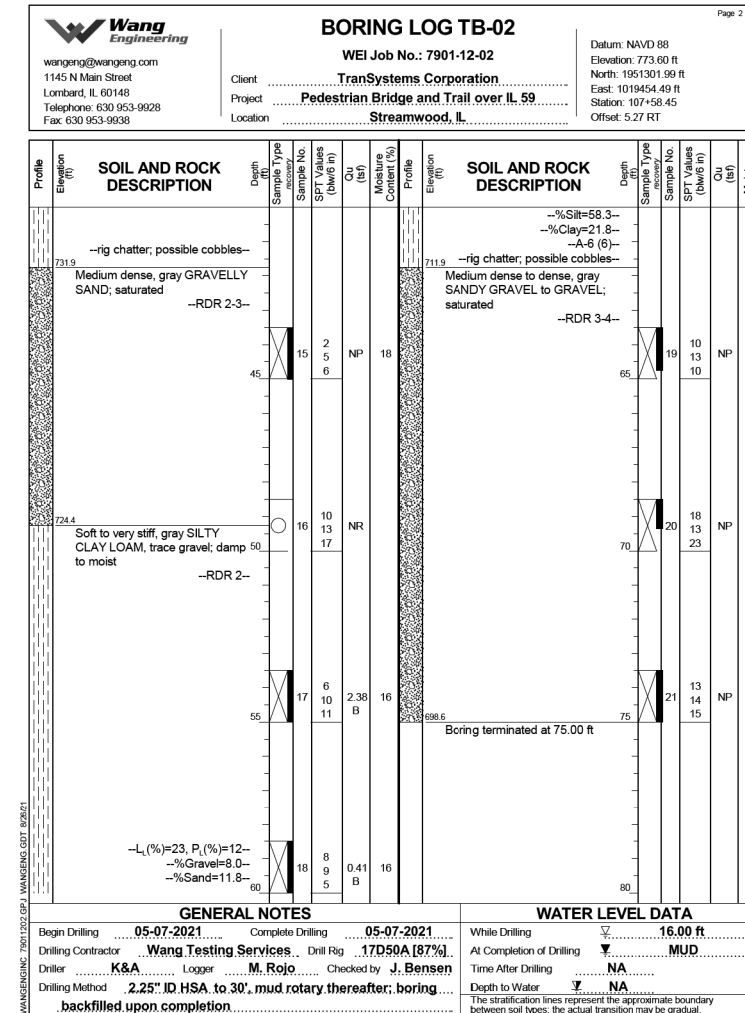 Page 2
Wang
Engineering
wangeng@wangeng.com
1145 N Main Street
Lombard, IL 60148
Telephone: 630 953-9928
Fax: 630 953-9938
BORING LOG TB-02
WEI Job No.: 7901-12-02
Client TranSystems Corporation
Project Pedestrian Bridge and Trail over IL 59
Location Streamwood, IL
Datum: NAVD 88
Elevation: 773.60 ft
North: 1951301.99 ft
East: 1019454.49 ft
Station: 107+58.45
Offset: 5.27 RT
Profile
Elevation (ft)
SOIL AND ROCK
DESCRIPTION
Depth (ft)
Sample Type
recovery
Sample No.
SPT Values (blw/6 in)
Qu (tsf)
Moisture Content (%)
Profile
Elevation (ft)
SOIL AND ROCK
DESCRIPTION
Depth (ft)
Sample Type
recovery
Sample No.
SPT Values (blw/6 in)
Qu (tsf)
--rig chatter; possible cobbles--
731.9
Medium dense, gray GRAVELLY
SAND; saturated
--RDR 2-3--
45
15
2
5
6
NP
18
724.4
Soft to very stiff, gray SILTY
CLAY LOAM, trace gravel; damp
to moist
--RDR 2--
50
16
10
13
17
NR
55
17
6
10
11
2.38
B
16
--LL(%)=23, PL(%)=12--
--%Gravel=8.0--
--%Sand=11.8--
60
18
8
9
5
0.41
B
16
--%Silt=58.3--
--%Clay=21.8--
--A-6 (6)--
--rig chatter; possible cobbles--
711.9
Medium dense to dense, gray
SANDY GRAVEL to GRAVEL;
saturated
--RDR 3-4--
65
19
10
13
10
NP
70
20
18
13
23
NP
698.6
75
21
13
14
15
NP
Boring terminated at 75.00 ft
80
WANGENGINC 79011202.GPJ WANGENG.GDT 8/26/21
GENERAL NOTES
Begin Drilling 05-07-2021 Complete Drilling 05-07-2021
Drilling Contractor Wang Testing Services Drill Rig 17D50A [87%]
Driller K&A Logger M. Rojo Checked by J. Bensen
Drilling Method 2.25" ID HSA to 30', mud rotary thereafter; boring
backfilled upon completion
WATER LEVEL DATA
While Drilling 16.00 ft
At Completion of Drilling MUD
Time After Drilling NA
Depth to Water NA
The stratification lines represent the approximate boundary
between soil types; the actual transition may be gradual.